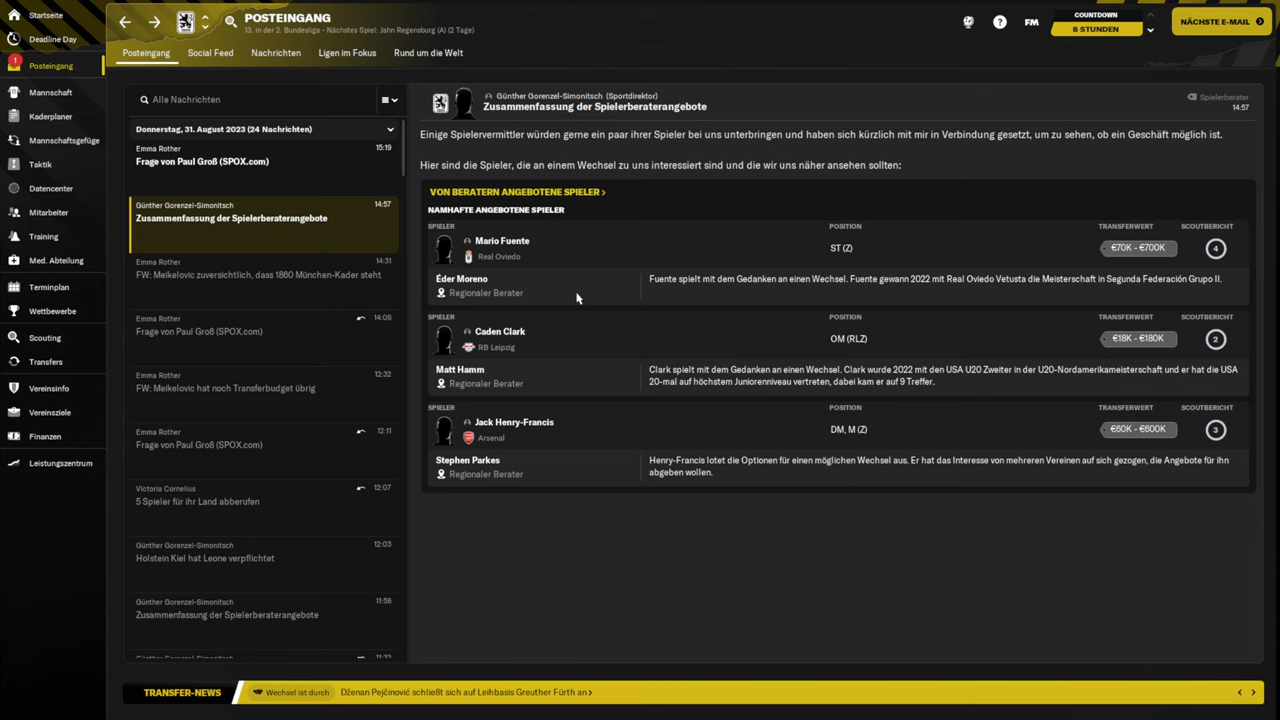 Startseite
Deadline Day
1
Posteingang
Mannschaft
Kaderplaner
Mannschaftsgefüge
Taktik
Datencenter
Mitarbeiter
Training
Med. Abteilung
Terminplan
Wettbewerbe
Scouting
Transfers
Vereinsinfo
Vereinsziele
Finanzen
Leistungszentrum
POSTEINGANG
13. in der 2. Bundesliga - Nächstes Spiel: Jahn Regensburg (A) (2 Tage)
FM
COUNTDOWN
8 STUNDEN
NÄCHSTE E-MAIL
Posteingang
Social Feed
Nachrichten
Ligen im Fokus
Rund um die Welt
Alle Nachrichten
Donnerstag, 31. August 2023 (24 Nachrichten)
Emma Rother 15:19
Frage von Paul Groß (SPOX.com)
Günther Gorenzel-Simonitsch 14:57
Zusammenfassung der Spielerberaterangebote
Emma Rother 14:31
FW: Meikelovic zuversichtlich, dass 1860 München-Kader steht
Emma Rother 14:08
Frage von Paul Groß (SPOX.com)
Emma Rother 12:32
FW: Meikelovic hat noch Transferbudget übrig
Emma Rother 12:11
Frage von Paul Groß (SPOX.com)
Victoria Cornelius 12:07
5 Spieler für ihr Land abberufen
Günther Gorenzel-Simonitsch 12:03
Holstein Kiel hat Leone verpflichtet
Günther Gorenzel-Simonitsch 11:58
Zusammenfassung der Spielerberaterangebote
Günther Gorenzel-Simonitsch 11:32
Günther Gorenzel-Simonitsch (Sportdirektor)
Zusammenfassung der Spielerberaterangebote
Spielerberater
14:57
Einige Spielervermittler würden gerne ein paar ihrer Spieler bei uns unterbringen und haben sich kürzlich mit mir in Verbindung gesetzt, um zu sehen, ob ein Geschäft möglich ist.
Hier sind die Spieler, die an einem Wechsel zu uns interessiert sind und die wir uns näher ansehen sollten:
VON BERATERN ANGEBOTENE SPIELER >
NAMHAFTE ANGEBOTENE SPIELER
SPIELER POSITION TRANSFERWERT SCOUTBERICHT
Mario Fuente
Real Oviedo
ST (Z)
€70K - €700K
4
Éder Moreno
Regionaler Berater
Fuente spielt mit dem Gedanken an einen Wechsel. Fuente gewann 2022 mit Real Oviedo Vetusta die Meisterschaft in Segunda Federación Grupo II.
SPIELER POSITION TRANSFERWERT SCOUTBERICHT
Caden Clark
RB Leipzig
OM (RLZ)
€18K - €180K
2
Matt Hamm
Regionaler Berater
Clark spielt mit dem Gedanken an einen Wechsel. Clark wurde 2022 mit den USA U20 Zweiter in der U20-Nordamerikameisterschaft und er hat die USA
20-mal auf höchstem Juniorenniveau vertreten, dabei kam er auf 9 Treffer.
SPIELER POSITION TRANSFERWERT SCOUTBERICHT
Jack Henry-Francis
Arsenal
DM, M (Z)
€60K - €600K
3
Stephen Parkes
Regionaler Berater
Henry-Francis lotet die Optionen für einen möglichen Wechsel aus. Er hat das Interesse von mehreren Vereinen auf sich gezogen, die Angebote für ihn
abgeben wollen.
TRANSFER-NEWS
Wechsel ist durch
Dženan Pejčinović schließt sich auf Leihbasis Greuther Fürth an >